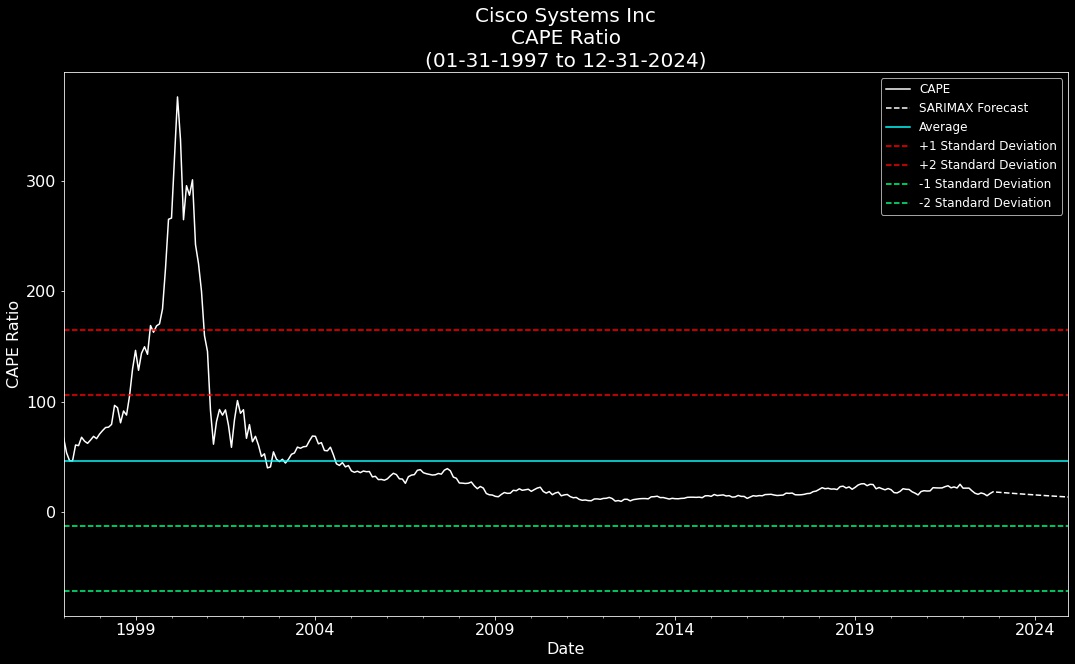 Cisco Systems Inc
CAPE Ratio
(01-31-1997 to 12-31-2024)
CAPE
SARIMAX Forecast
Average
+1 Standard Deviation
+2 Standard Deviation
-1 Standard Deviation
-2 Standard Deviation
CAPE Ratio
300
200
100
0
1999
2004
2009
2014
2019
2024
Date